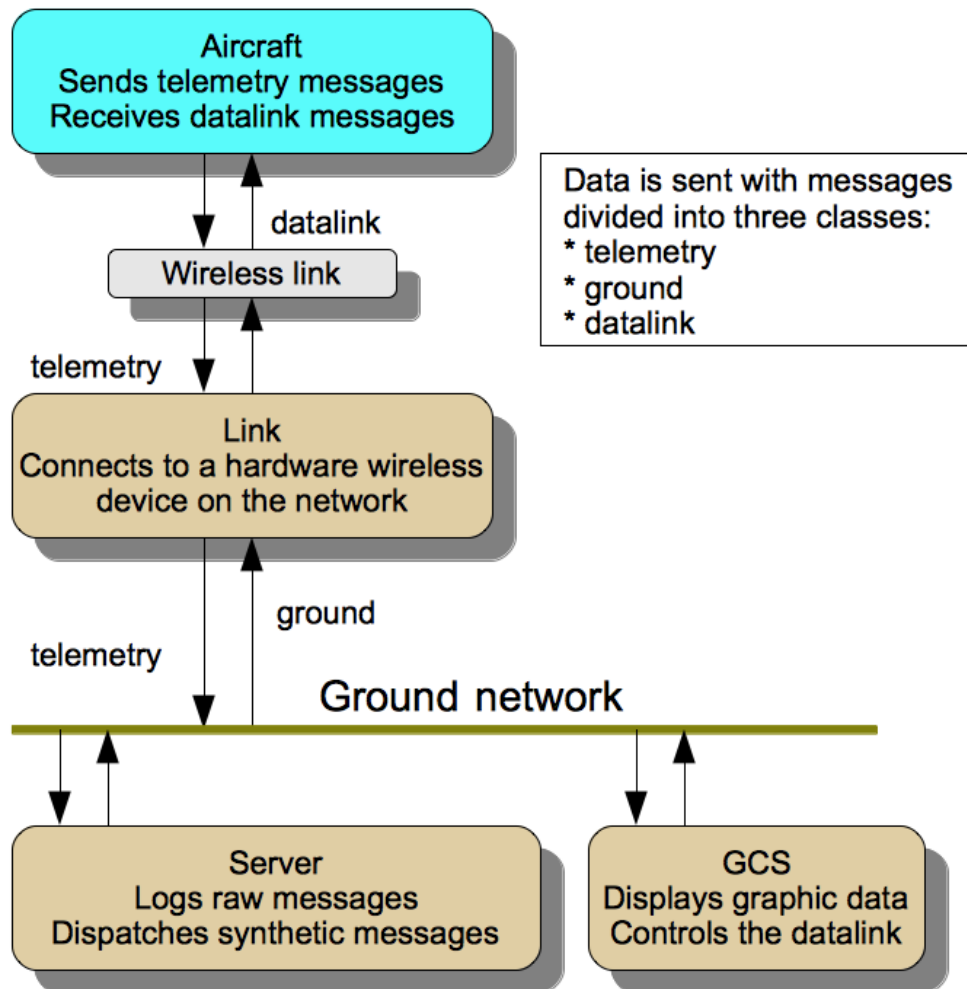 Aircraft
Sends telemetry messages
Receives datalink messages
Data is sent with messages
divided into three classes:
* telemetry
* ground
* datalink
datalink
Wireless link
telemetry
Link
Connects to a hardware wireless
device on the network
ground
telemetry
Ground network
Server
Logs raw messages
Dispatches synthetic messages
GCS
Displays graphic data
Controls the datalink